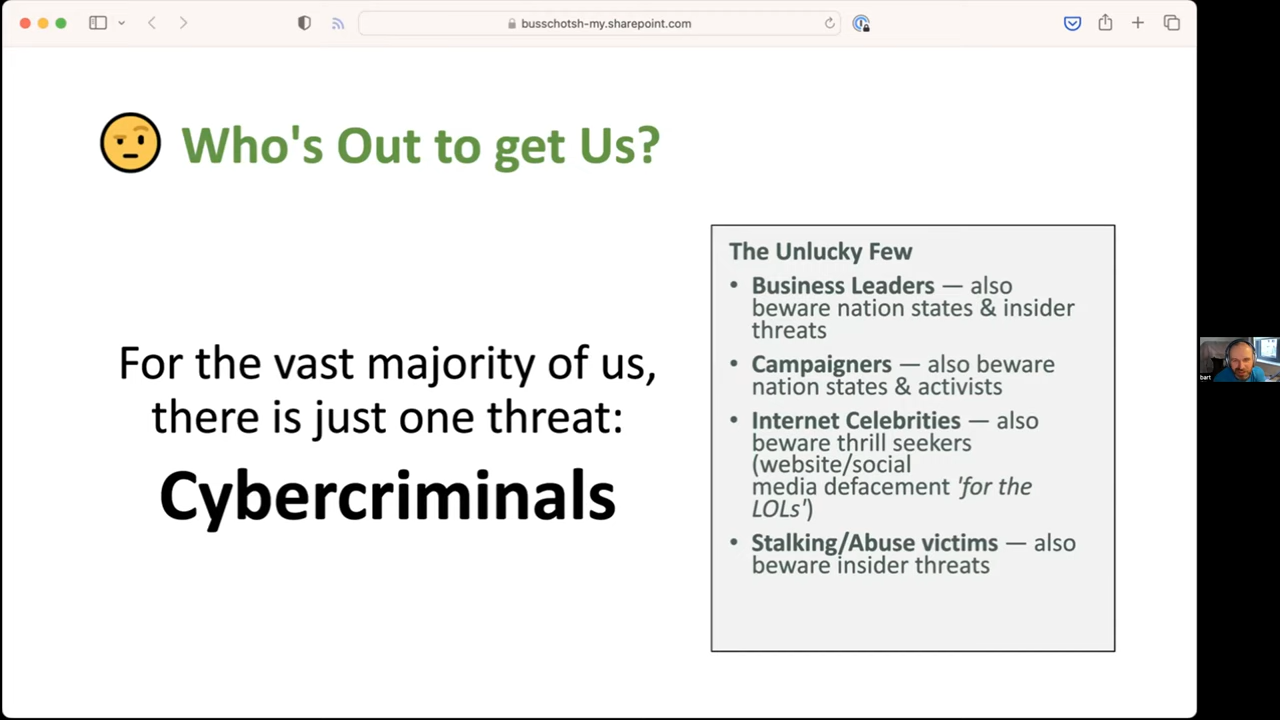 busschotsh-my.sharepoint.com
Who's Out to get Us?
For the vast majority of us,
there is just one threat:
Cybercriminals
The Unlucky Few
• Business Leaders — also
beware nation states & insider
threats
• Campaigners — also beware
nation states & activists
• Internet Celebrities — also
beware thrill seekers
(website/social
media defacement 'for the
LOLs')
• Stalking/Abuse victims — also
beware insider threats
bart